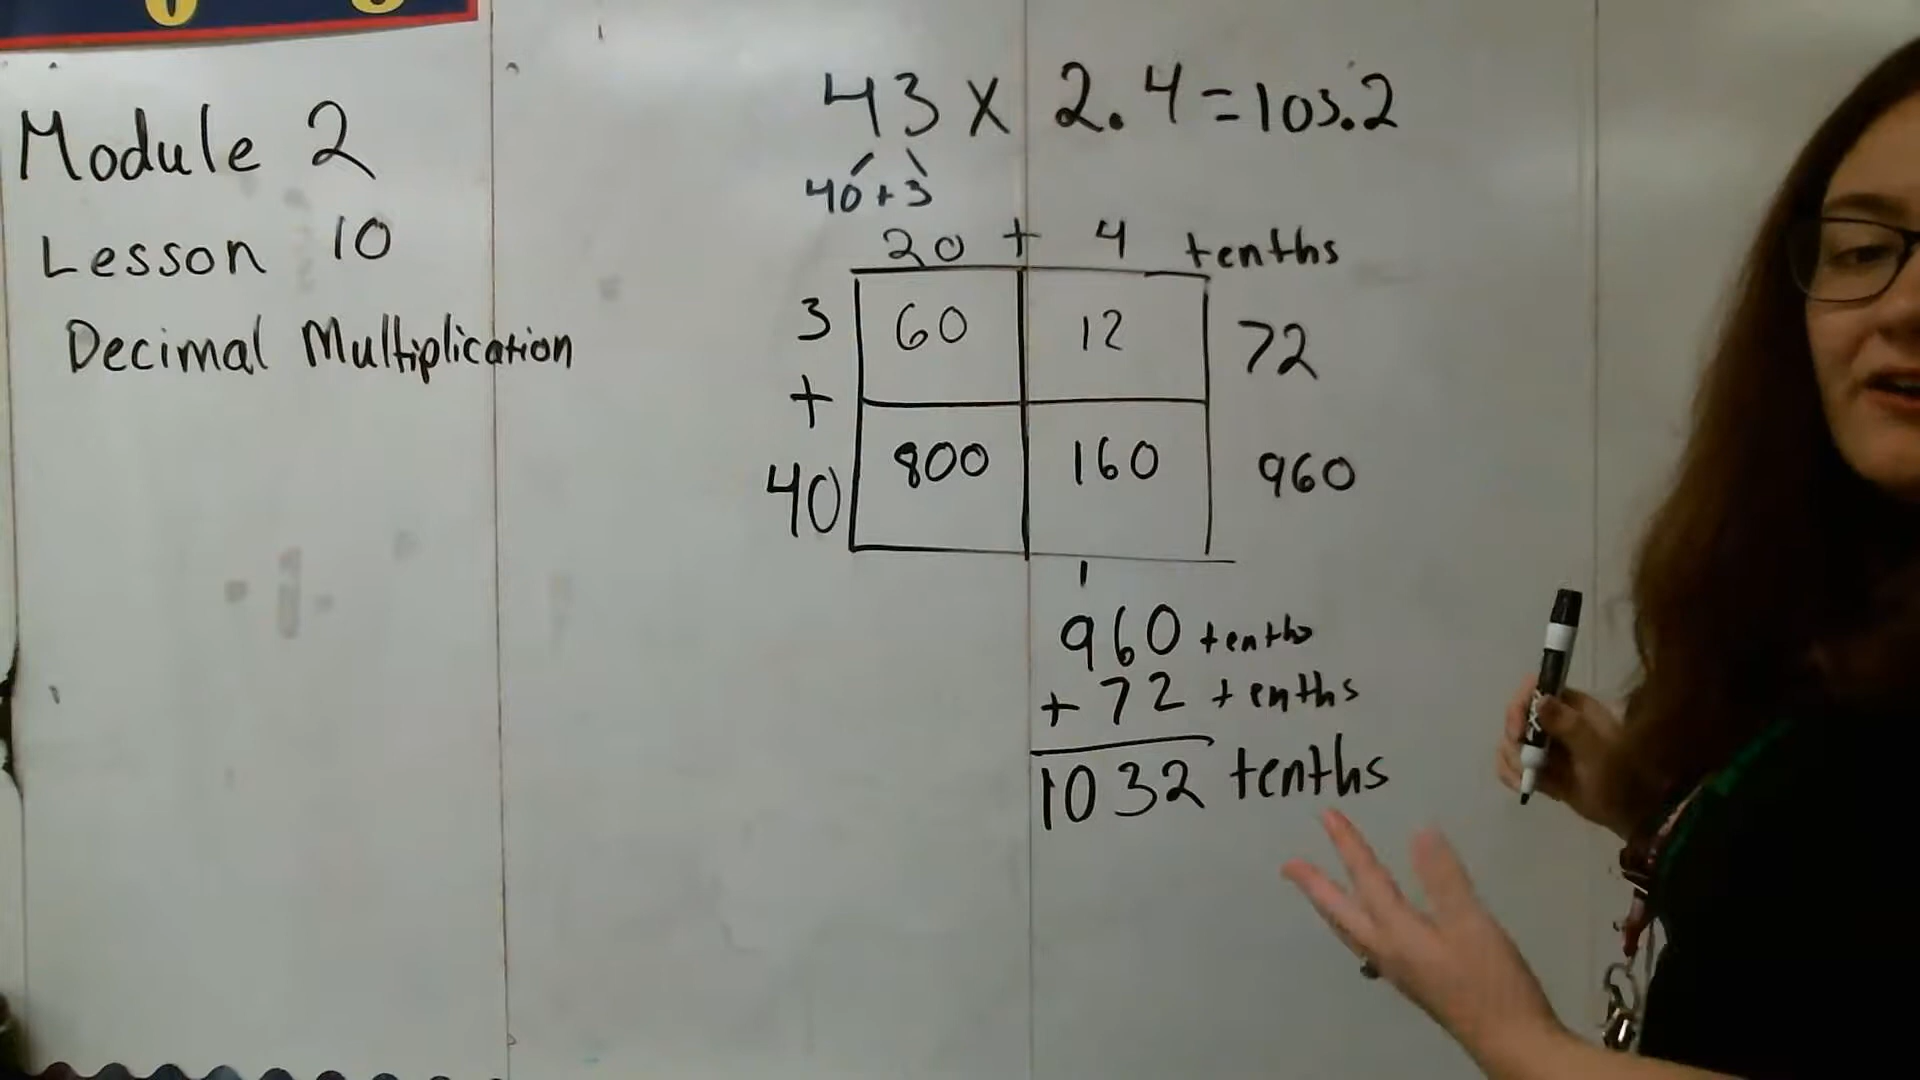 Module 2
Lesson 10
Decimal Multiplication
43 x 2.4 = 103.2
40 + 3
20 + 4 tenths
3 60 12 72
+
40 800 160 960
1
960 tenths
+ 72 tenths
1032 tenths